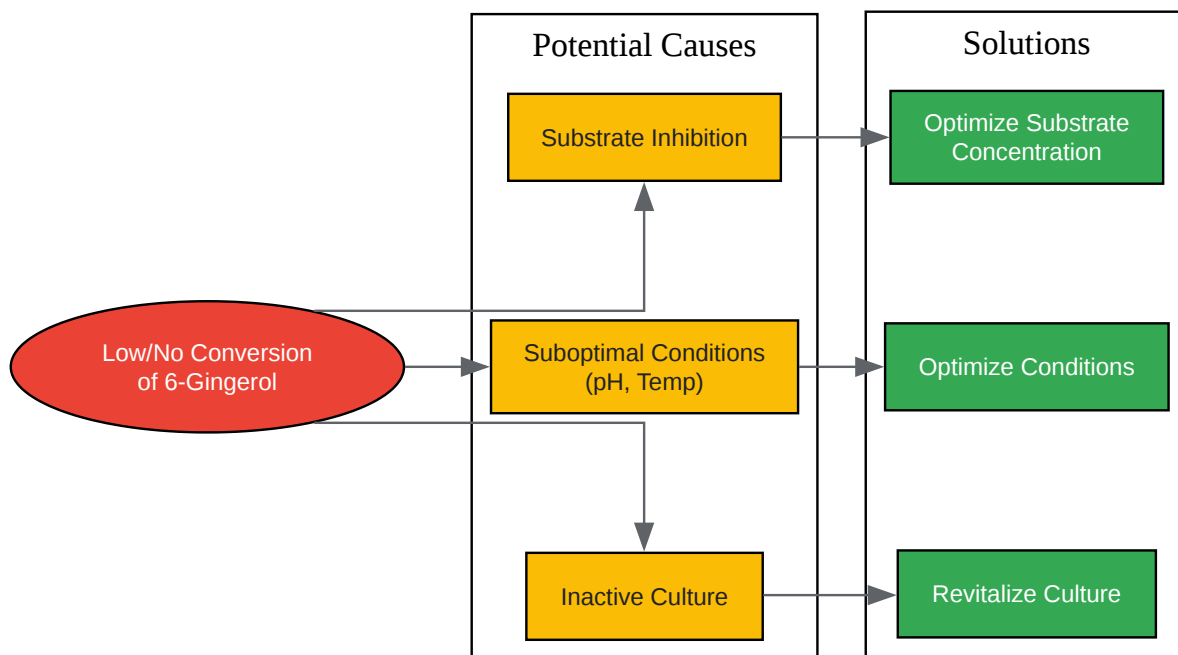 Potential Causes
Solutions
Substrate Inhibition
Optimize Substrate
Concentration
Low/No Conversion
of 6-Gingerol
Suboptimal Conditions
(pH, Temp)
Optimize Conditions
Inactive Culture
Revitalize Culture